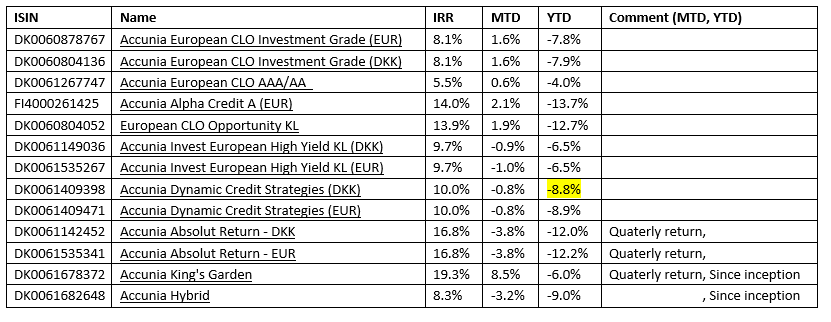 ISIN Name IRR MTD YTD Comment (MTD, YTD)
DK0060878767 Accunia European CLO Investment Grade (EUR) 8.1% 1.6% -7.8%
DK0060804136 Accunia European CLO Investment Grade (DKK) 8.1% 1.6% -7.9%
DK0061267747 Accunia European CLO AAA/AA 5.5% 0.6% -4.0%
FI4000261425 Accunia Alpha Credit A (EUR) 14.0% 2.1% -13.7%
DK0060804052 European CLO Opportunity KL 13.9% 1.9% -12.7%
DK0061149036 Accunia Invest European High Yield KL (DKK) 9.7% -0.9% -6.5%
DK0061535267 Accunia Invest European High Yield KL (EUR) 9.7% -1.0% -6.5%
DK0061409398 Accunia Dynamic Credit Strategies (DKK) 10.0% -0.8% -8.8%
DK0061409471 Accunia Dynamic Credit Strategies (EUR) 10.0% -0.8% -8.9%
DK0061142452 Accunia Absolut Return - DKK 16.8% -3.8% -12.0% Quaterly return,
DK0061535341 Accunia Absolut Return - EUR 16.8% -3.8% -12.2% Quaterly return,
DK0061678372 Accunia King's Garden 19.3% 8.5% -6.0% Quaterly return, Since inception
DK0061682648 Accunia Hybrid 8.3% -3.2% -9.0% , Since inception